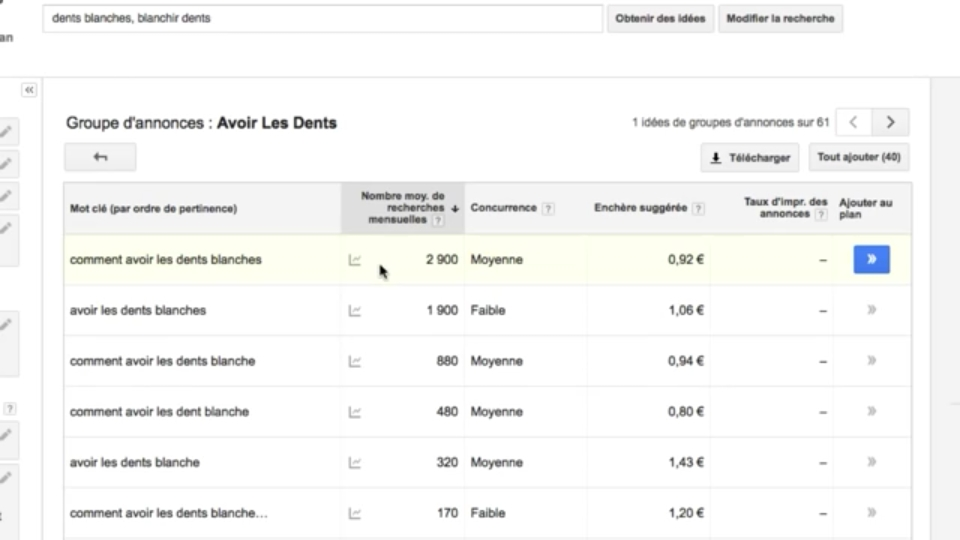 dents blanches, blanchir dents
Obtenir des idées
Modifier la recherche
an
«
Groupe d'annonces : Avoir Les Dents
1 idées de groupes d'annonces sur 61
Télécharger
Tout ajouter (40)
Mot clé (par ordre de pertinence)
Nombre moy. de
recherches
mensuelles ?
Concurrence ?
Enchère suggérée ?
Taux d'impr. des
annonces ?
Ajouter au
plan
comment avoir les dents blanches 2 900 Moyenne 0,92 € – »
avoir les dents blanches 1 900 Faible 1,06 € – »
comment avoir les dents blanche 880 Moyenne 0,94 € – »
?
comment avoir les dent blanche 480 Moyenne 0,80 € – »
avoir les dents blanche 320 Moyenne 1,43 € – »
comment avoir les dents blanche... 170 Faible 1,20 € – »